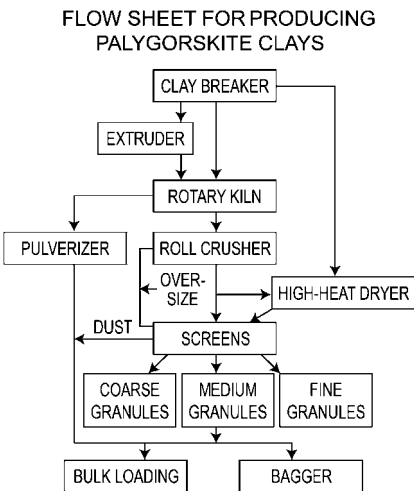 FLOW SHEET FOR PRODUCING
PALYGORSKITE CLAYS
CLAY BREAKER
EXTRUDER
ROTARY KILN
PULVERIZER
ROLL CRUSHER
OVER-
SIZE
HIGH-HEAT DRYER
DUST
SCREENS
COARSE
GRANULES
MEDIUM
GRANULES
FINE
GRANULES
BULK LOADING
BAGGER